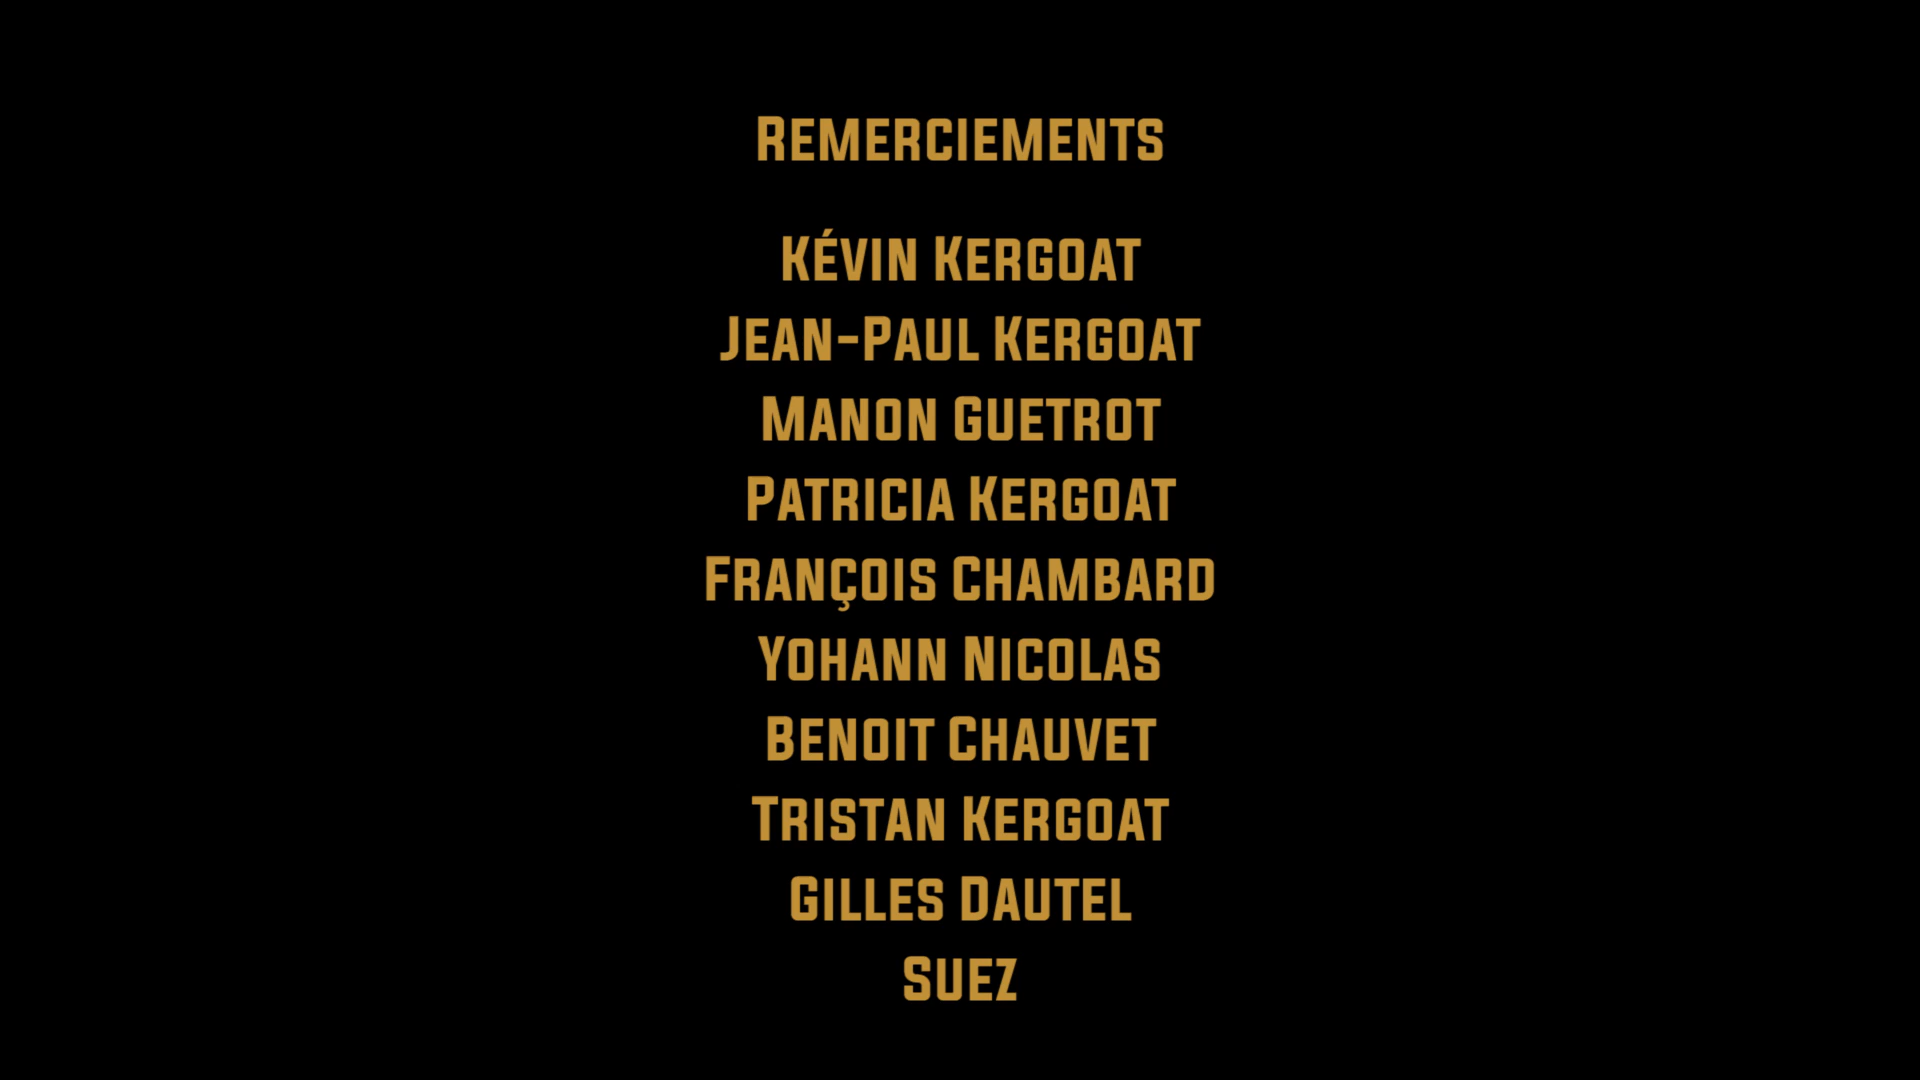 Remerciements
Kévin Kergoat
Jean-Paul Kergoat
Manon Guetrot
Patricia Kergoat
François Chambard
Yohann Nicolas
Benoit Chauvet
Tristan Kergoat
Gilles Dautel
Suez